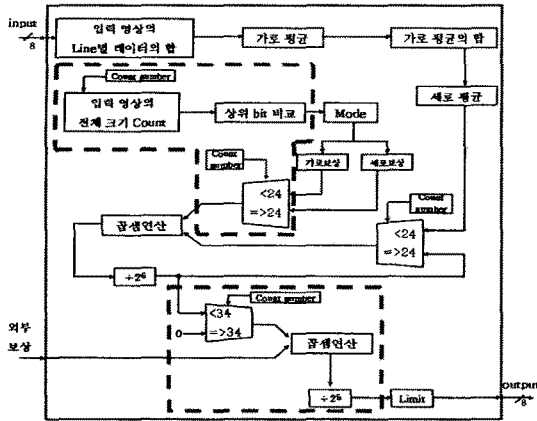 input
8
입력 영상의
Line별 데이터의 합
가로 평균
가로 평균의 합
세로 평균
Count number
입력 영상의
전체 크기 Count
상위 bit 비교
Mode
가로보상
세로보상
Count
number
<24
=>24
Count
number
<24
=>24
곱셈연산
÷2⁶
Count number
<34
0
=>34
외부
보상
곱셈연산
÷2⁶
Limit
output
8